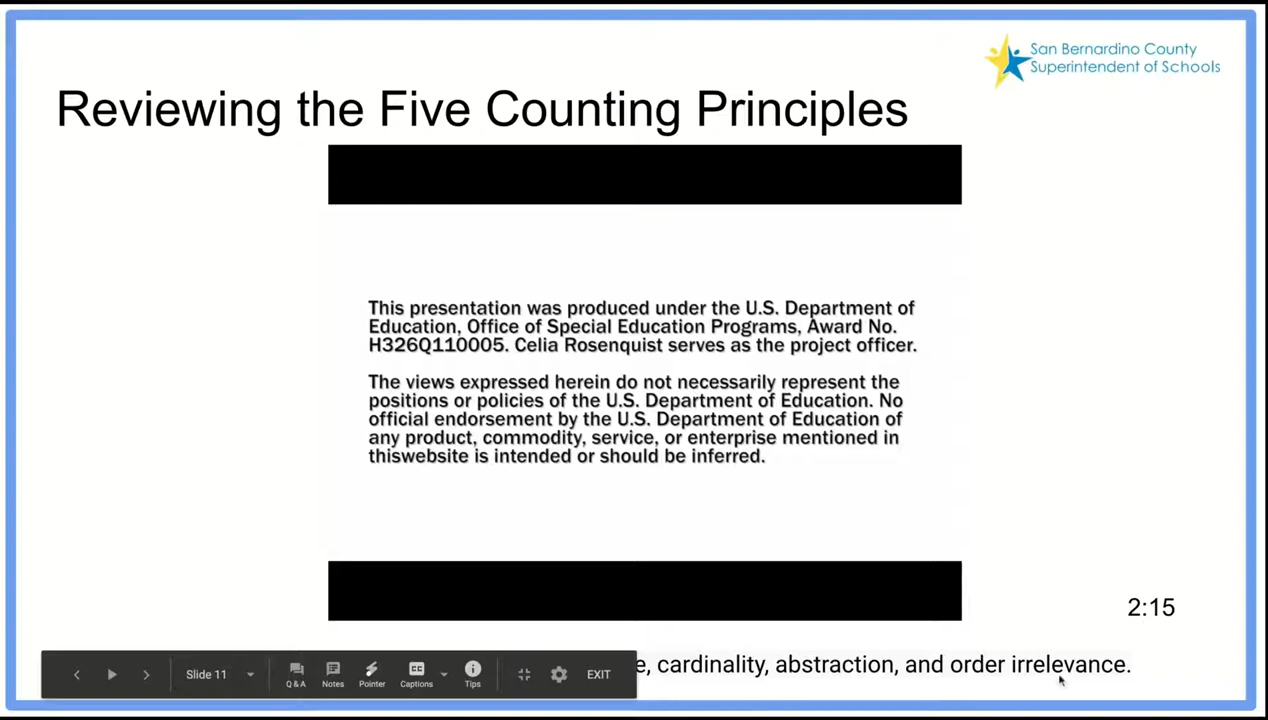 San Bernardino County
Superintendent of Schools
Reviewing the Five Counting Principles
This presentation was produced under the U.S. Department of
Education, Office of Special Education Programs, Award No.
H326Q110005. Celia Rosenquist serves as the project officer.
The views expressed herein do not necessarily represent the
positions or policies of the U.S. Department of Education. No
official endorsement by the U.S. Department of Education of
any product, commodity, service, or enterprise mentioned in
thiswebsite is intended or should be inferred.
2:15
e, cardinality, abstraction, and order irrelevance.
Slide 11
Q & A
Notes
Pointer
CC
Captions
Tips
EXIT